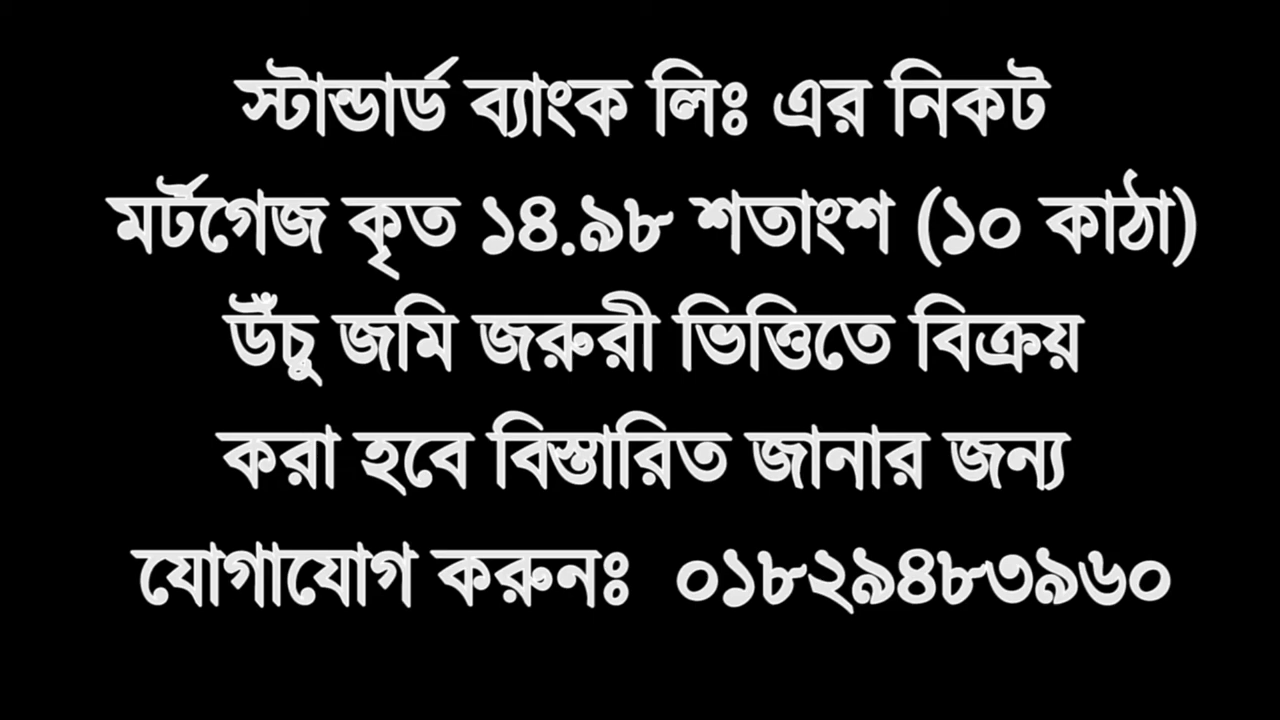 স্টান্ডার্ড ব্যাংক লিঃ এর নিকট
মর্টগেজ কৃত ১৪.৯৮ শতাংশ (১০ কাঠা)
উঁচু জমি জরুরী ভিত্তিতে বিক্রয়
করা হবে বিস্তারিত জানার জন্য
যোগাযোগ করুনঃ ০১৮২৯৪৮৩৯৬০